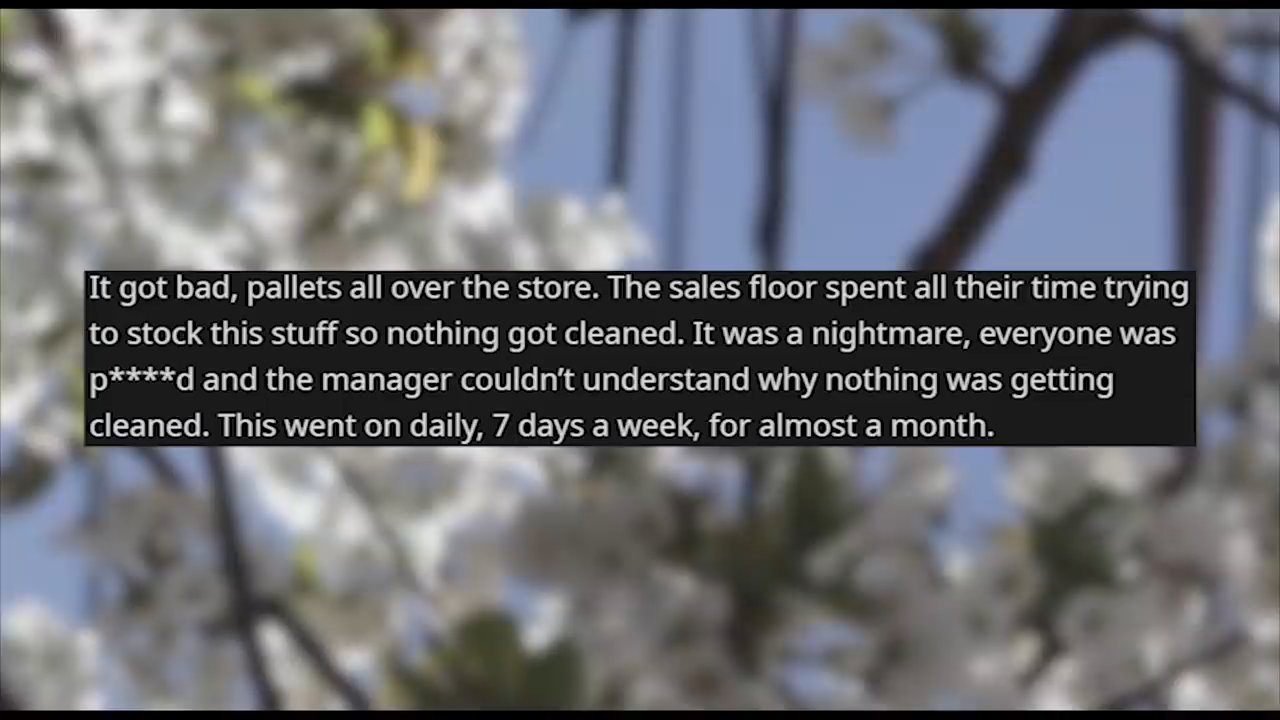 It got bad, pallets all over the store. The sales floor spent all their time trying
to stock this stuff so nothing got cleaned. It was a nightmare, everyone was
p****d and the manager couldn’t understand why nothing was getting
cleaned. This went on daily, 7 days a week, for almost a month.